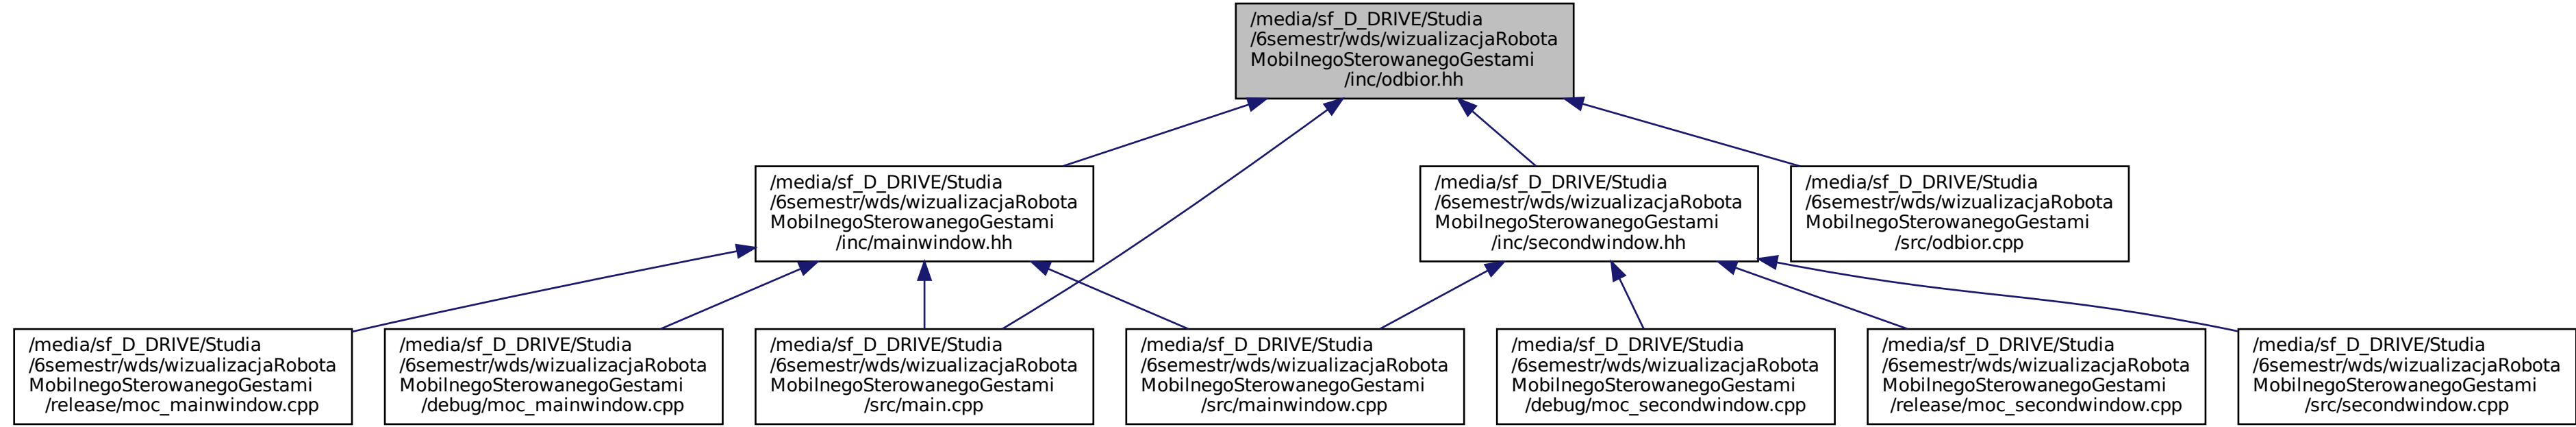 /media/sf_D_DRIVE/Studia
/6semestr/wds/wizualizacjaRobota
MobilnegoSterowanegoGestami
/inc/odbior.hh
/media/sf_D_DRIVE/Studia
/6semestr/wds/wizualizacjaRobota
MobilnegoSterowanegoGestami
/inc/mainwindow.hh
/media/sf_D_DRIVE/Studia
/6semestr/wds/wizualizacjaRobota
MobilnegoSterowanegoGestami
/inc/secondwindow.hh
/media/sf_D_DRIVE/Studia
/6semestr/wds/wizualizacjaRobota
MobilnegoSterowanegoGestami
/src/odbior.cpp
/media/sf_D_DRIVE/Studia
/6semestr/wds/wizualizacjaRobota
MobilnegoSterowanegoGestami
/release/moc_mainwindow.cpp
/media/sf_D_DRIVE/Studia
/6semestr/wds/wizualizacjaRobota
MobilnegoSterowanegoGestami
/debug/moc_mainwindow.cpp
/media/sf_D_DRIVE/Studia
/6semestr/wds/wizualizacjaRobota
MobilnegoSterowanegoGestami
/src/main.cpp
/media/sf_D_DRIVE/Studia
/6semestr/wds/wizualizacjaRobota
MobilnegoSterowanegoGestami
/src/mainwindow.cpp
/media/sf_D_DRIVE/Studia
/6semestr/wds/wizualizacjaRobota
MobilnegoSterowanegoGestami
/debug/moc_secondwindow.cpp
/media/sf_D_DRIVE/Studia
/6semestr/wds/wizualizacjaRobota
MobilnegoSterowanegoGestami
/release/moc_secondwindow.cpp
/media/sf_D_DRIVE/Studia
/6semestr/wds/wizualizacjaRobota
MobilnegoSterowanegoGestami
/src/secondwindow.cpp